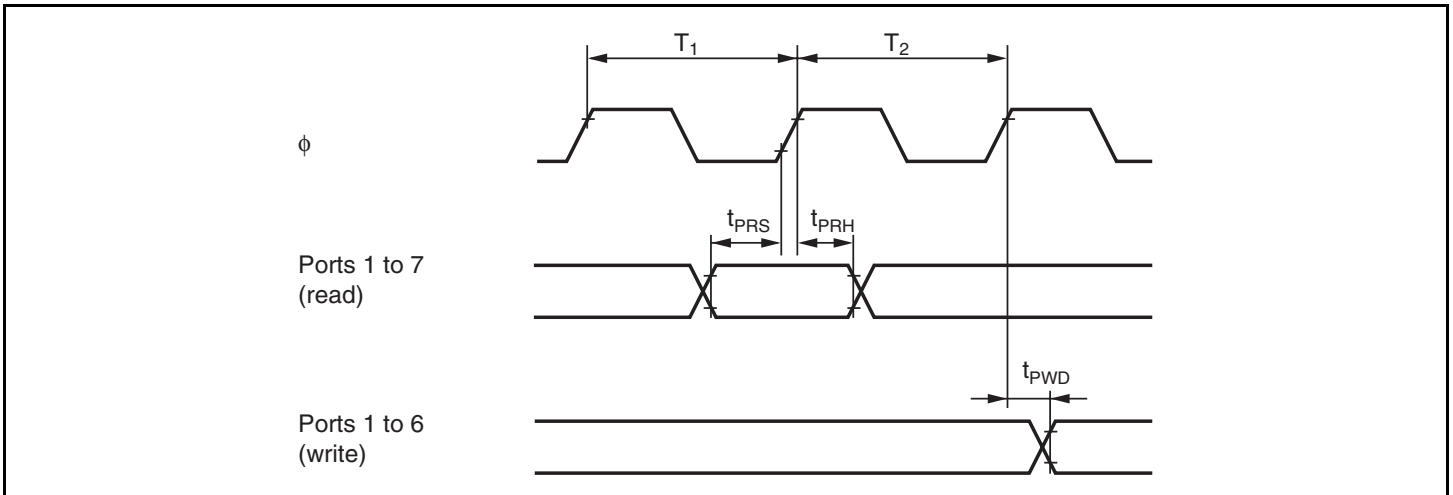 T₁ T₂
φ
tPRS tPRH
Ports 1 to 7
(read)
tPWD
Ports 1 to 6
(write)